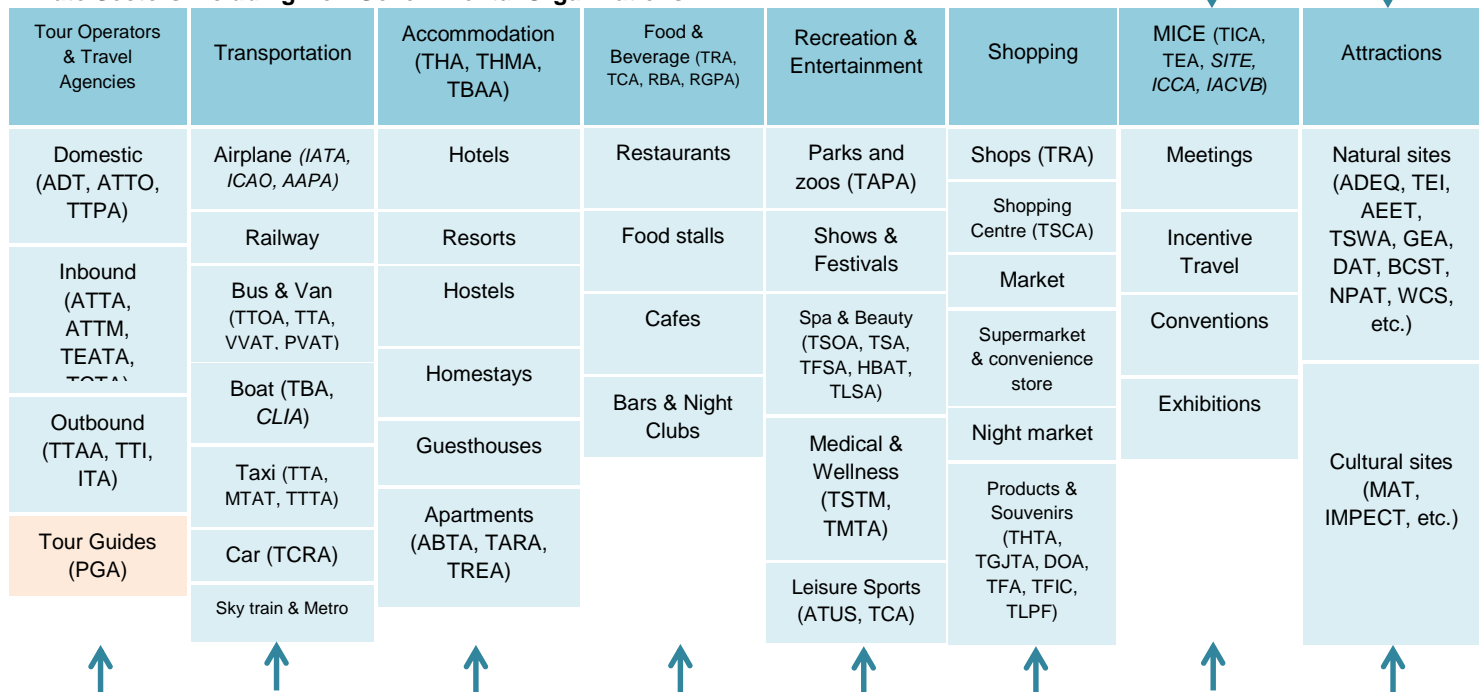 Tour Operators
& Travel
Agencies
Transportation
Accommodation
(THA, THMA,
TBAA)
Food &
Beverage (TRA,
TCA, RBA, RGPA)
Recreation &
Entertainment
Shopping
MICE (TICA,
TEA, SITE,
ICCA, IACVB)
Attractions
Domestic
(ADT, ATTO,
TTPA)
Inbound
(ATTA,
ATTM,
TEATA,
Outbound
(TTAA, TTI,
ITA)
Tour Guides
(PGA)
Airplane (IATA,
ICAO, AAPA)
Railway
Bus & Van
(TTOA, TTA,
VVAT, PVAT)
Boat (TBA,
CLIA)
Taxi (TTA,
MTAT, TTTA)
Car (TCRA)
Sky train & Metro
Hotels
Resorts
Hostels
Homestays
Guesthouses
Apartments
(ABTA, TARA,
TREA)
Restaurants
Food stalls
Cafes
Bars & Night
Clubs
Parks and
zoos (TAPA)
Shows &
Festivals
Spa & Beauty
(TSOA, TSA,
TFSA, HBAT,
TLSA)
Medical &
Wellness
(TSTM,
TMTA)
Leisure Sports
(ATUS, TCA)
Shops (TRA)
Shopping
Centre (TSCA)
Market
Supermarket
& convenience
store
Night market
Products &
Souvenirs
(THTA,
TGJTA, DOA,
TFA, TFIC,
TLPF)
Meetings
Incentive
Travel
Conventions
Exhibitions
Natural sites
(ADEQ, TEI,
AEET,
TSWA, GEA,
DAT, BCST,
NPAT, WCS,
etc.)
Cultural sites
(MAT,
IMPECT, etc.)